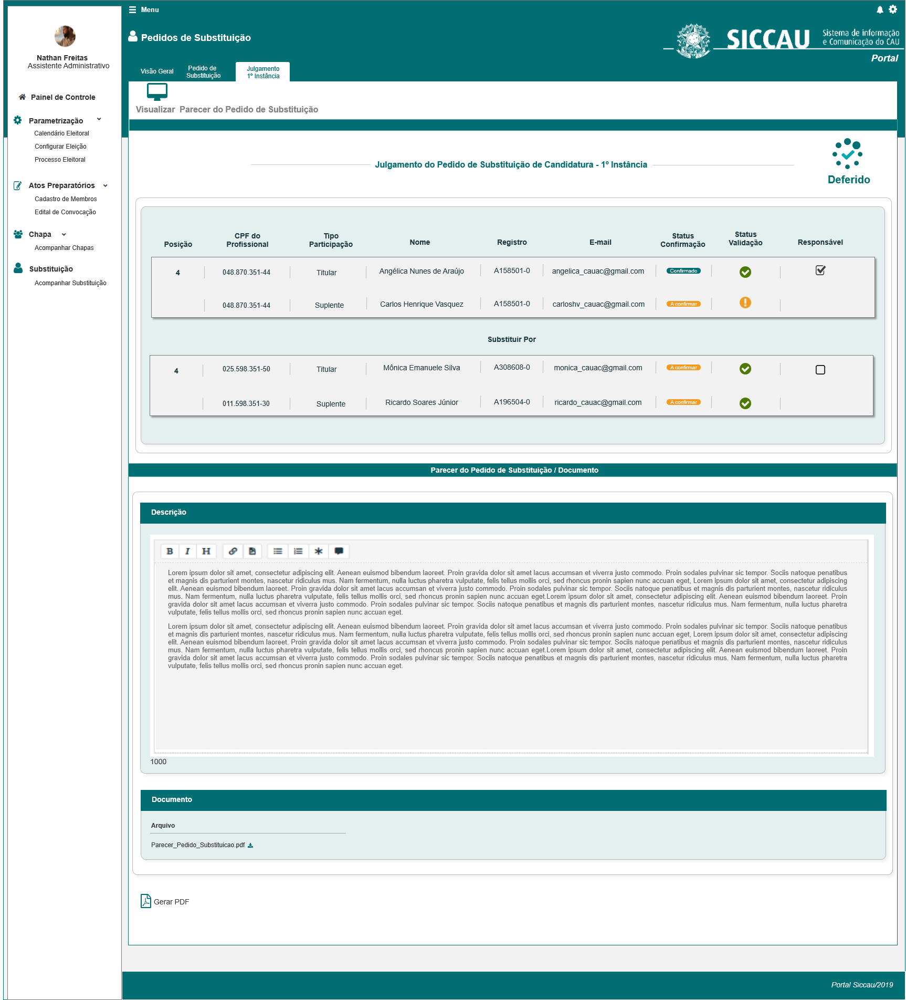 Menu
Nathan Freitas
Assistente Administrativo
Painel de Controle
Parametrização
Calendário Eleitoral
Configurar Eleição
Processo Eleitoral
Atos Preparatórios
Cadastro de Membros
Edital de Convocação
Chapa
Acompanhar Chapas
Substituição
Acompanhar Substituição
Pedidos de Substituição
SICCAU
Sistema de informação
e Comunicação do CAU
Portal
Visão Geral
Pedido de
Substituição
Julgamento
1º Instância
Visualizar Parecer do Pedido de Substituição
Julgamento do Pedido de Substituição de Candidatura - 1º Instância
Deferido
Posição CPF do Profissional Tipo Participação Nome Registro E-mail Status Confirmação Status Validação Responsável
4 048.870.351-44 Titular Angélica Nunes de Araújo A158501-0 angelica_cauac@gmail.com Confirmado
048.870.351-44 Suplente Carlos Henrique Vasquez A158501-0 carloshv_cauac@gmail.com A confirmar
Substituir Por
4 025.598.351-50 Titular Mônica Emanuele Silva A308608-0 monica_cauac@gmail.com A confirmar
011.598.351-30 Suplente Ricardo Soares Júnior A196504-0 ricardo_cauac@gmail.com A confirmar
Parecer do Pedido de Substituição / Documento
Descrição
B I H
Lorem ipsum dolor sit amet, consectetur adipiscing elit. Aenean euismod bibendum laoreet. Proin gravida dolor sit amet lacus accumsan et viverra justo commodo. Proin sodales pulvinar sic tempor. Sociis natoque penatibus
et magnis dis parturient montes, nascetur ridiculus mus. Nam fermentum, nulla luctus pharetra vulputate, felis tellus mollis orci, sed rhoncus pronin sapien nunc accuan eget, Lorem ipsum dolor sit amet, consectetur adipiscing
elit. Aenean euismod bibendum laoreet. Proin gravida dolor sit amet lacus accumsan et viverra justo commodo. Proin sodales pulvinar sic tempor. Sociis natoque penatibus et magnis dis parturient montes, nascetur ridiculus
mus. Nam fermentum, nulla luctus pharetra vulputate, felis tellus mollis orci, sed rhoncus pronin sapien nunc accuan eget.Lorem ipsum dolor sit amet, consectetur adipiscing elit. Aenean euismod bibendum laoreet. Proin
gravida dolor sit amet lacus accumsan et viverra justo commodo. Proin sodales pulvinar sic tempor. Sociis natoque penatibus et magnis dis parturient montes, nascetur ridiculus mus. Nam fermentum, nulla luctus pharetra
vulputate, felis tellus mollis orci, sed rhoncus pronin sapien nunc accuan eget.
Lorem ipsum dolor sit amet, consectetur adipiscing elit. Aenean euismod bibendum laoreet. Proin gravida dolor sit amet lacus accumsan et viverra justo commodo. Proin sodales pulvinar sic tempor. Sociis natoque penatibus
et magnis dis parturient montes, nascetur ridiculus mus. Nam fermentum, nulla luctus pharetra vulputate, felis tellus mollis orci, sed rhoncus pronin sapien nunc accuan eget, Lorem ipsum dolor sit amet, consectetur adipiscing
elit. Aenean euismod bibendum laoreet. Proin gravida dolor sit amet lacus accumsan et viverra justo commodo. Proin sodales pulvinar sic tempor. Sociis natoque penatibus et magnis dis parturient montes, nascetur ridiculus
mus. Nam fermentum, nulla luctus pharetra vulputate, felis tellus mollis orci, sed rhoncus pronin sapien nunc accuan eget.Lorem ipsum dolor sit amet, consectetur adipiscing elit. Aenean euismod bibendum laoreet. Proin
gravida dolor sit amet lacus accumsan et viverra justo commodo. Proin sodales pulvinar sic tempor. Sociis natoque penatibus et magnis dis parturient montes, nascetur ridiculus mus. Nam fermentum, nulla luctus pharetra
vulputate, felis tellus mollis orci, sed rhoncus pronin sapien nunc accuan eget.
1000
Documento
Arquivo
Parecer_Pedido_Substituicao.pdf
Gerar PDF
Portal Siccau/2019